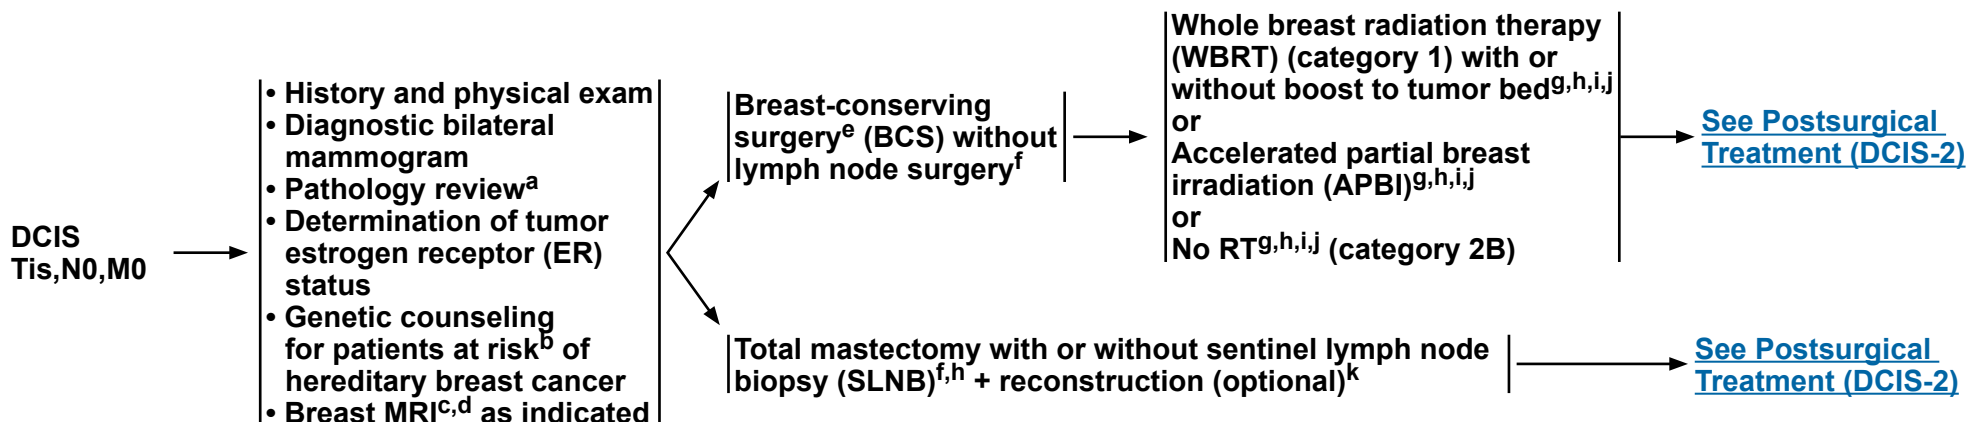 DCIS
Tis,N0,M0
• History and physical exam
• Diagnostic bilateral
mammogram
• Pathology reviewa
• Determination of tumor
estrogen receptor (ER)
status
• Genetic counseling
for patients at riskb of
hereditary breast cancer
• Breast MRIc,d as indicated
Breast-conserving
surgerye (BCS) without
lymph node surgeryf
Whole breast radiation therapy
(WBRT) (category 1) with or
without boost to tumor bedg,h,i,j
or
Accelerated partial breast
irradiation (APBI)g,h,i,j
or
No RTg,h,i,j (category 2B)
See Postsurgical
Treatment (DCIS-2)
Total mastectomy with or without sentinel lymph node
biopsy (SLNB)f,h + reconstruction (optional)k
See Postsurgical
Treatment (DCIS-2)